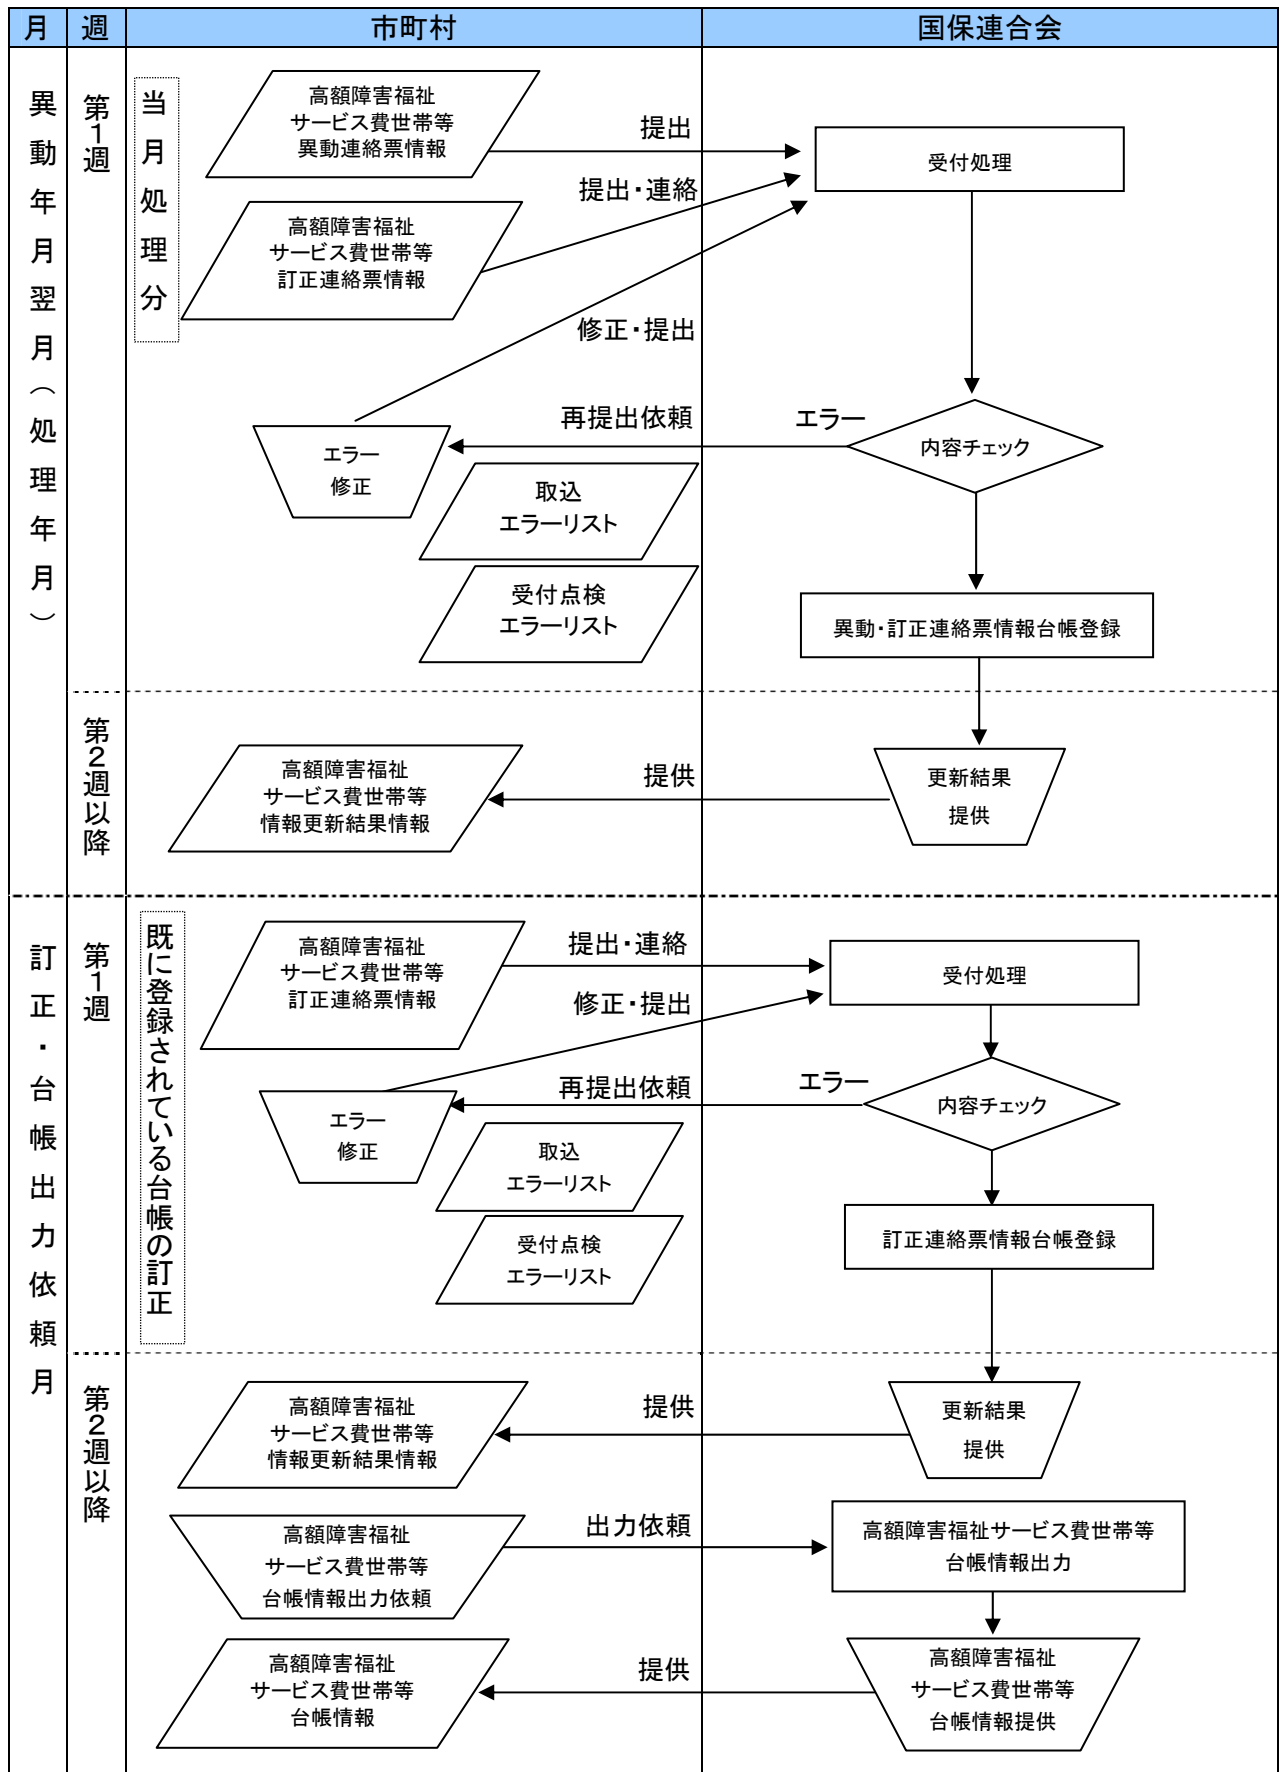 月
週
市町村
国保連合会
異動年月翌月（処理年月）
第1週
当月処理分
高額障害福祉
サービス費世帯等
異動連絡票情報
提出
受付処理
提出・連絡
高額障害福祉
サービス費世帯等
訂正連絡票情報
修正・提出
再提出依頼
エラー
内容チェック
エラー
修正
取込
エラーリスト
受付点検
エラーリスト
異動・訂正連絡票情報台帳登録
第2週以降
高額障害福祉
サービス費世帯等
情報更新結果情報
提供
更新結果
提供
訂正・台帳出力依頼月
第1週
既に登録されている台帳の訂正
高額障害福祉
サービス費世帯等
訂正連絡票情報
提出・連絡
受付処理
修正・提出
再提出依頼
エラー
内容チェック
エラー
修正
取込
エラーリスト
受付点検
エラーリスト
訂正連絡票情報台帳登録
第2週以降
高額障害福祉
サービス費世帯等
情報更新結果情報
提供
更新結果
提供
高額障害福祉
サービス費世帯等
台帳情報出力依頼
出力依頼
高額障害福祉サービス費世帯等
台帳情報出力
高額障害福祉
サービス費世帯等
台帳情報
提供
高額障害福祉
サービス費世帯等
台帳情報提供